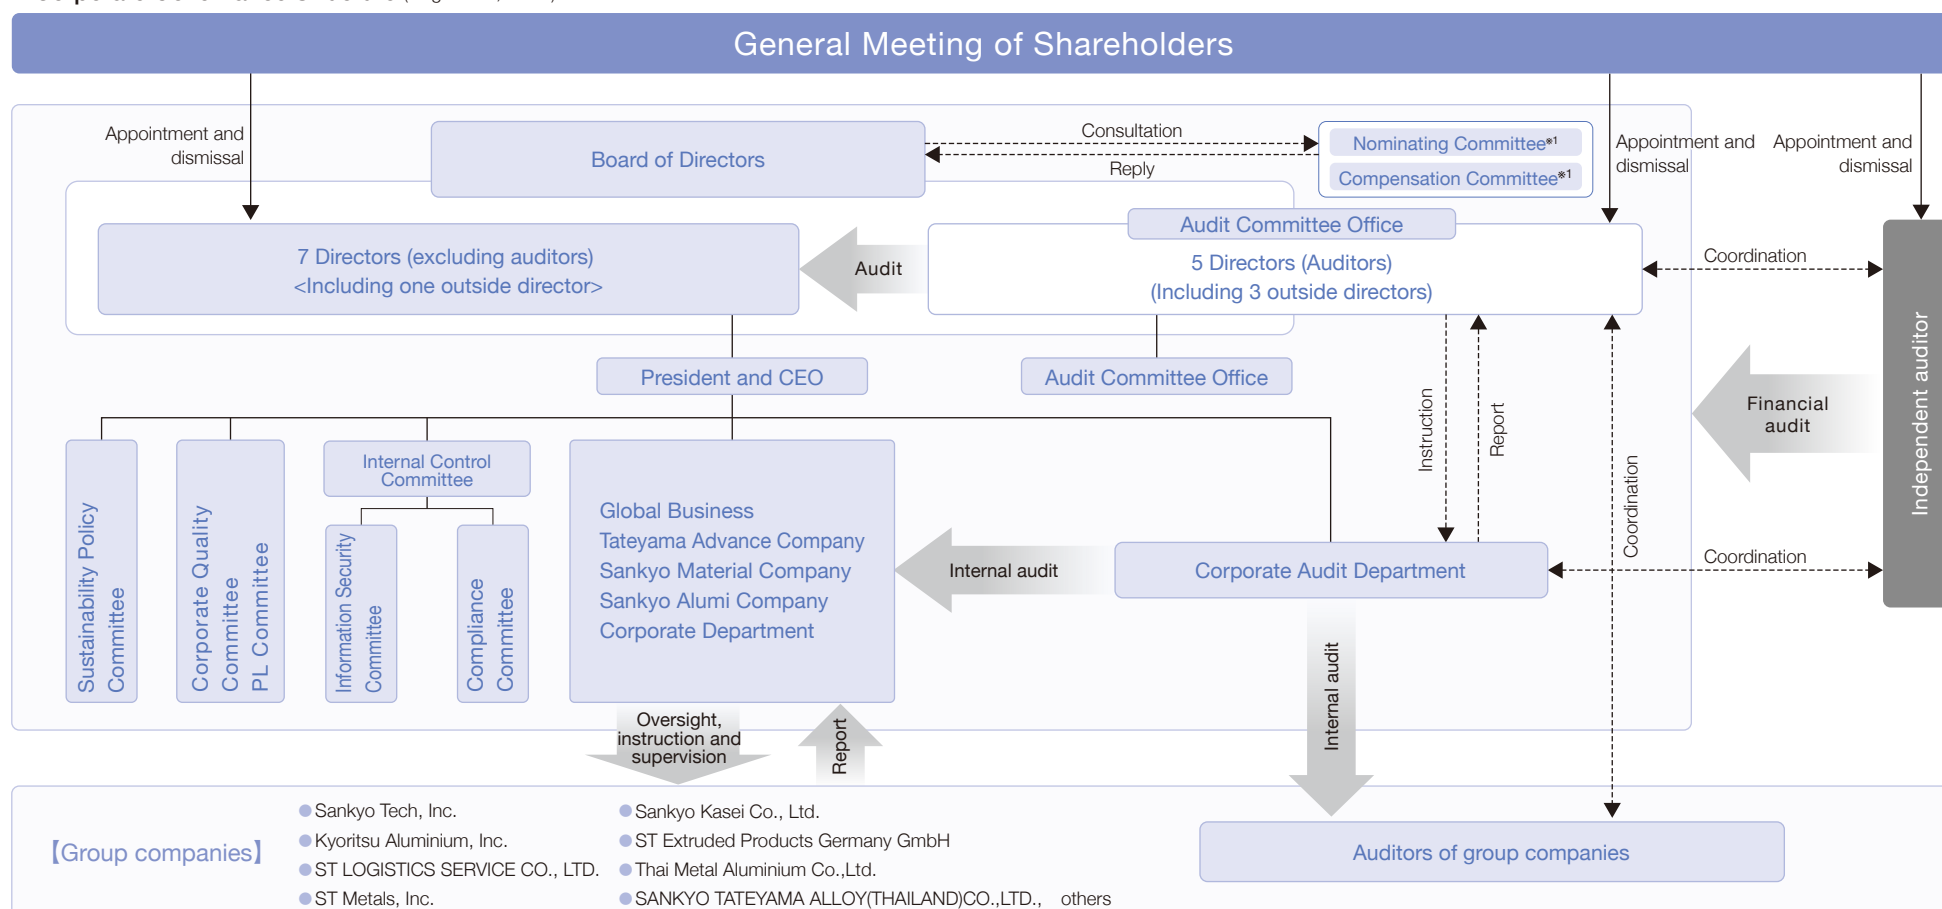 General Meeting of Shareholders
Appointment and
dismissal
Board of Directors
Consultation
Reply
Nominating Committee※1
Compensation Committee※1
Appointment and
dismissal
Appointment and
dismissal
7 Directors (excluding auditors)
<Including one outside director>
Audit
Audit Committee Office
5 Directors (Auditors)
(Including 3 outside directors)
Coordination
Independent auditor
President and CEO
Audit Committee Office
Instruction
Report
Coordination
Financial
audit
Sustainability Policy
Committee
Corporate Quality
Committee
PL Committee
Internal Control
Committee
Information Security
Committee
Compliance
Committee
Global Business
Tateyama Advance Company
Sankyo Material Company
Sankyo Alumi Company
Corporate Department
Internal audit
Corporate Audit Department
Coordination
Oversight,
instruction and
supervision
Report
Internal audit
【Group companies】
Sankyo Tech, Inc.
Kyoritsu Aluminium, Inc.
ST LOGISTICS SERVICE CO., LTD.
ST Metals, Inc.
Sankyo Kasei Co., Ltd.
ST Extruded Products Germany GmbH
Thai Metal Aluminium Co.,Ltd.
SANKYO TATEYAMA ALLOY(THAILAND)CO.,LTD., others
Auditors of group companies